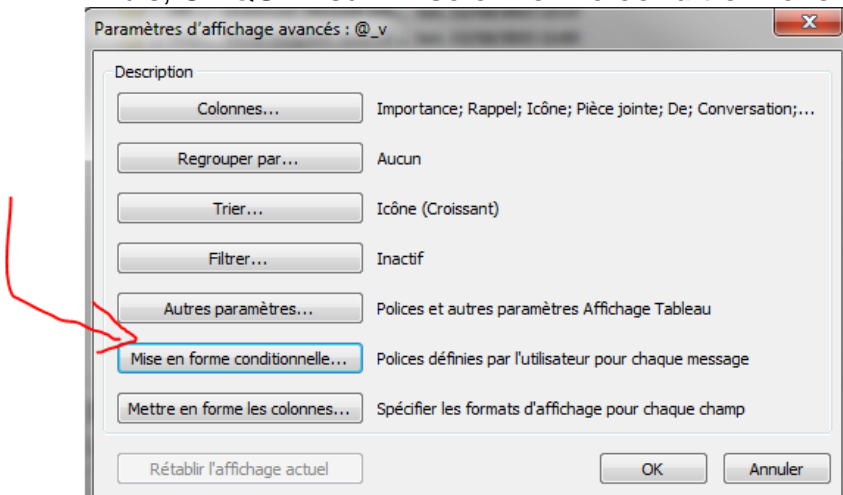 Paramètres d'affichage avancés : @_v
Description
Colonnes... Importance; Rappel; Icône; Pièce jointe; De; Conversation;...
Regrouper par... Aucun
Trier... Icône (Croissant)
Filtrer... Inactif
Autres paramètres... Polices et autres paramètres Affichage Tableau
Mise en forme conditionnelle... Polices définies par l'utilisateur pour chaque message
Mettre en forme les colonnes... Spécifier les formats d'affichage pour chaque champ
Rétablir l'affichage actuel OK Annuler